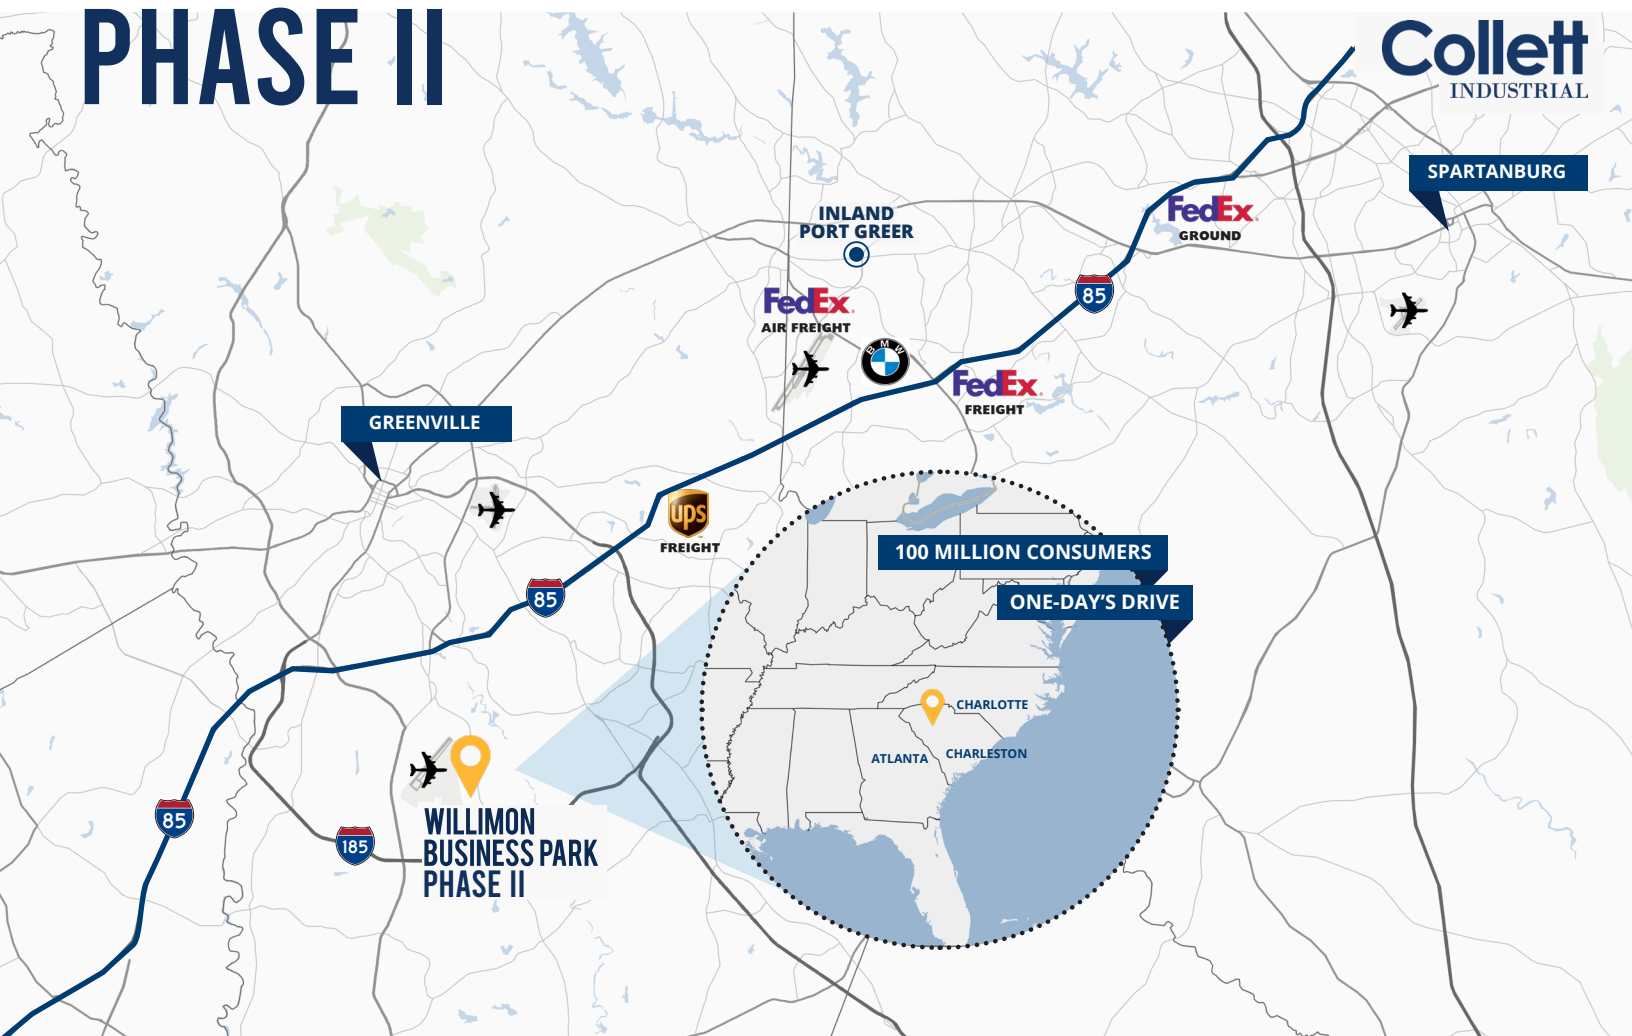 PHASE II
Collett
INDUSTRIAL
SPARTANBURG
FedEx
GROUND
INLAND
PORT GREER
85
FedEx
AIR FREIGHT
BMW
FedEx
FREIGHT
GREENVILLE
ups
FREIGHT
85
100 MILLION CONSUMERS
ONE-DAY'S DRIVE
CHARLOTTE
CHARLESTON
ATLANTA
85
185
WILLIMON
BUSINESS PARK
PHASE II